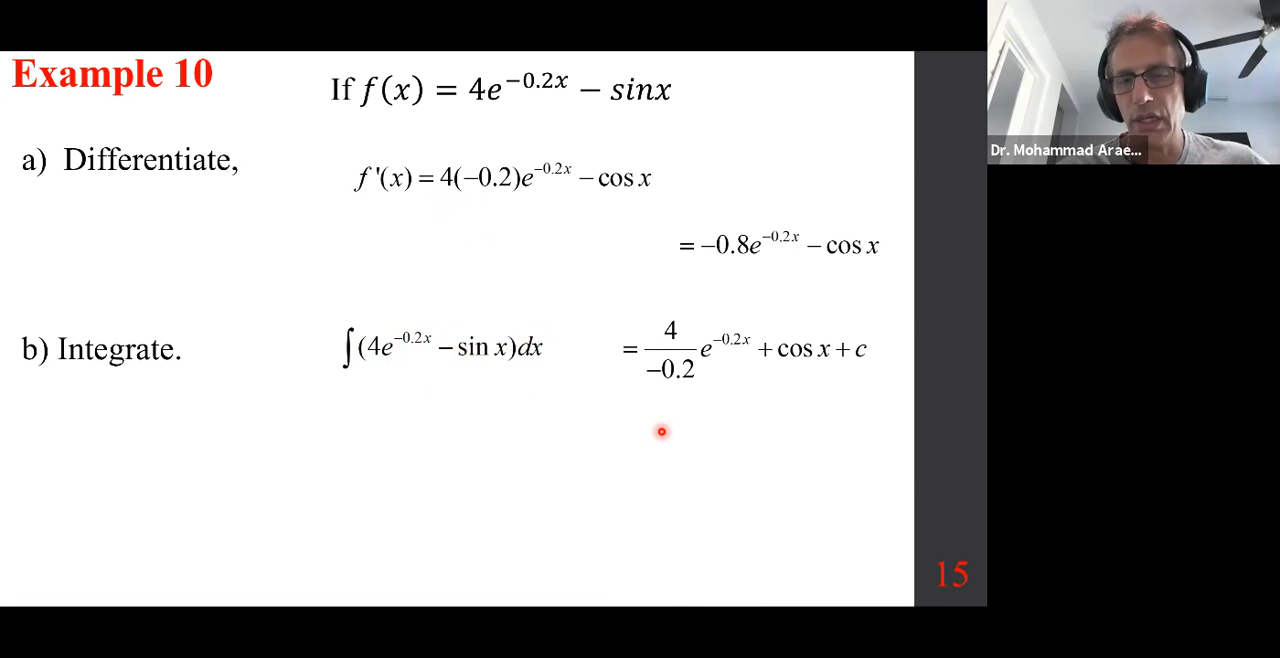 Example 10
If f(x) = 4e^{−0.2x} − sinx
a) Differentiate,
f '(x) = 4(−0.2)e^{−0.2x} − cos x
= −0.8e^{−0.2x} − cos x
b) Integrate.
∫(4e^{−0.2x} − sin x)dx = \frac{4}{−0.2} e^{−0.2x} + cos x + c
15
Dr. Mohammad Arae...